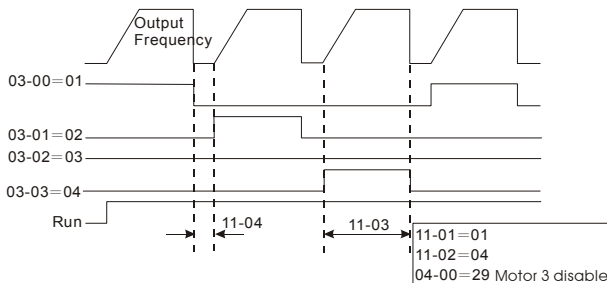 Output
Frequency
03-00=01
03-01=02
03-02=03
03-03=04
Run
11-04
11-03
11-01=01
11-02=04
04-00=29 Motor 3 disable